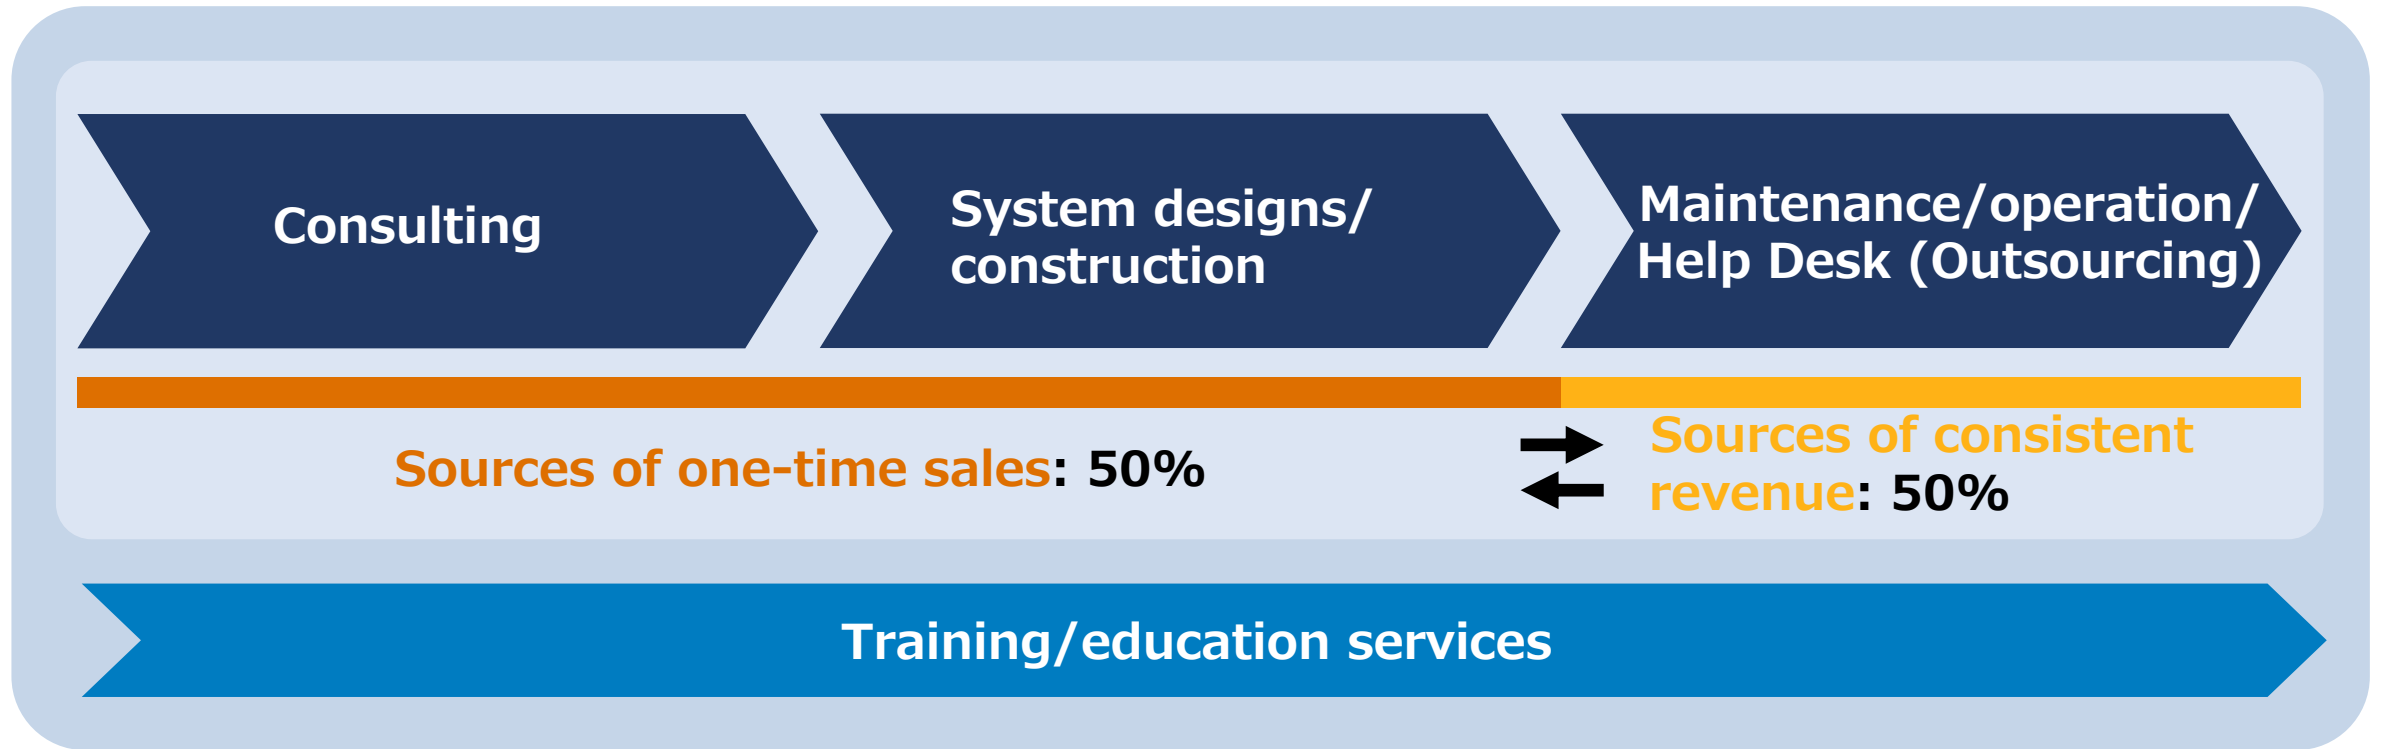 Consulting
System designs/
construction
Maintenance/operation/
Help Desk (Outsourcing)
Sources of one-time sales: 50%
Sources of consistent
revenue: 50%
Training/education services